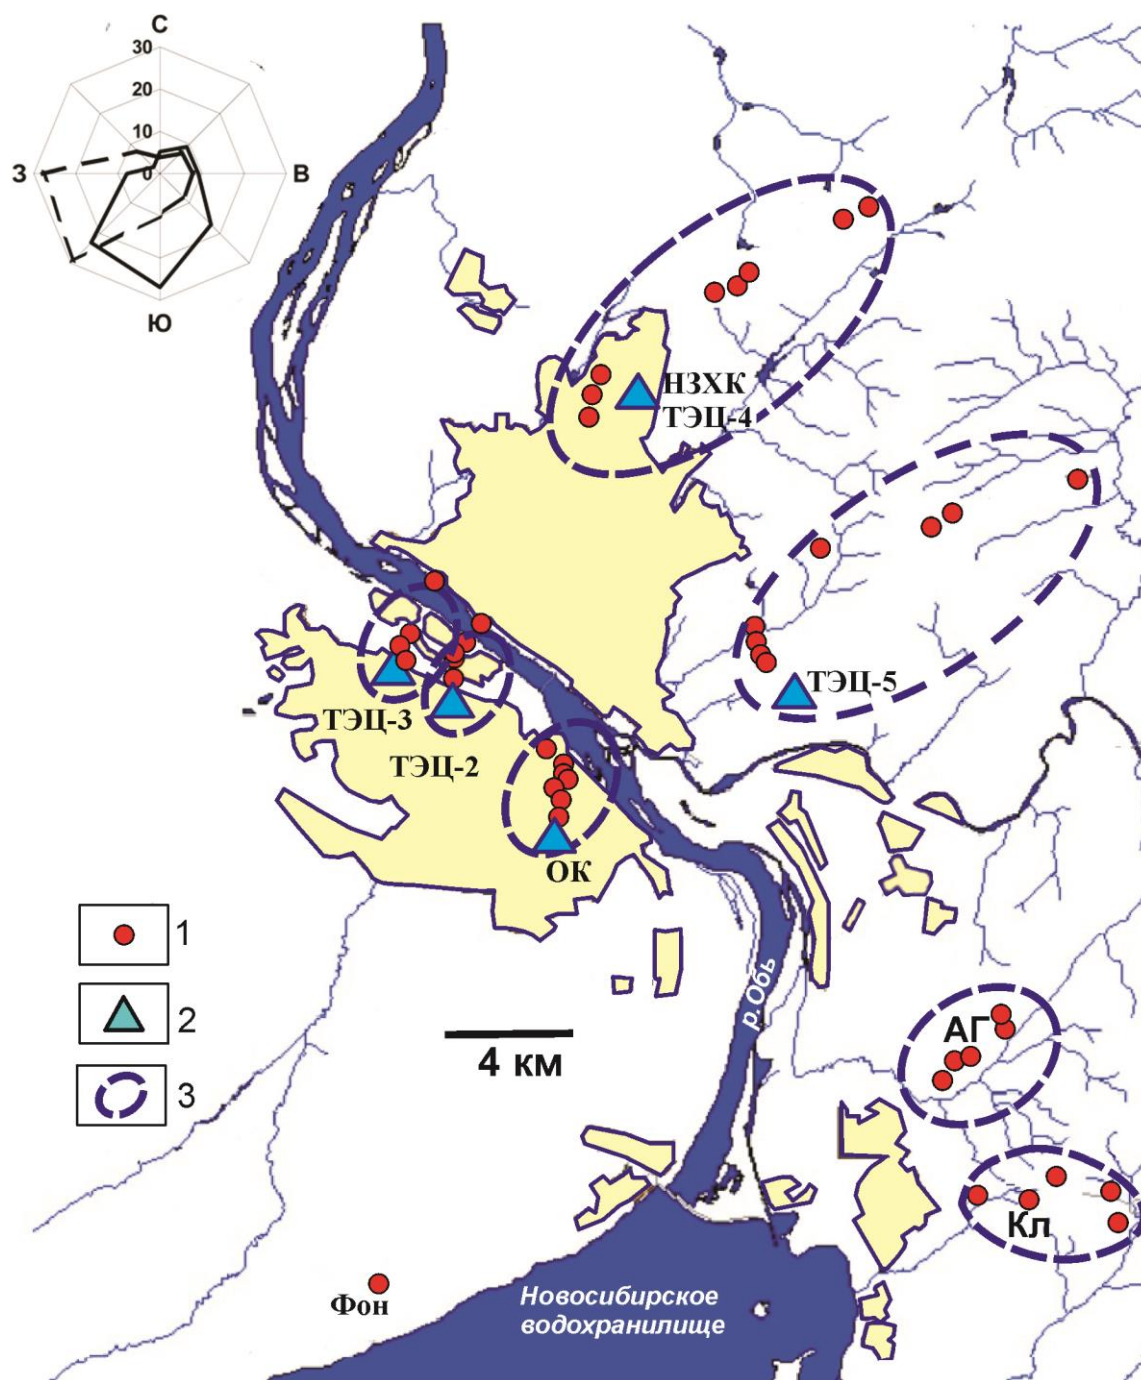 С
30
20
10
0
З
В
Ю
НЗХК
ТЭЦ-4
ТЭЦ-5
ТЭЦ-3
ТЭЦ-2
ОК
1
2
3
4 км
р.Обь
АГ
Кл
Фон
Новосибирское
водохранилище